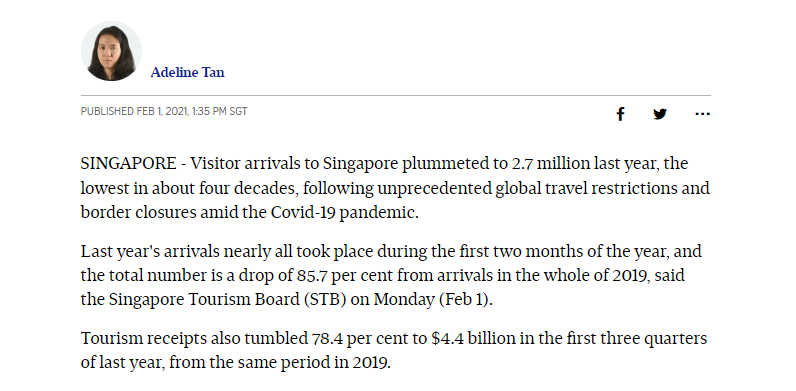 Adeline Tan
PUBLISHED FEB 1, 2021, 1:35 PM SGT
SINGAPORE - Visitor arrivals to Singapore plummeted to 2.7 million last year, the
lowest in about four decades, following unprecedented global travel restrictions and
border closures amid the Covid-19 pandemic.
Last year's arrivals nearly all took place during the first two months of the year, and
the total number is a drop of 85.7 per cent from arrivals in the whole of 2019, said
the Singapore Tourism Board (STB) on Monday (Feb 1).
Tourism receipts also tumbled 78.4 per cent to $4.4 billion in the first three quarters
of last year, from the same period in 2019.